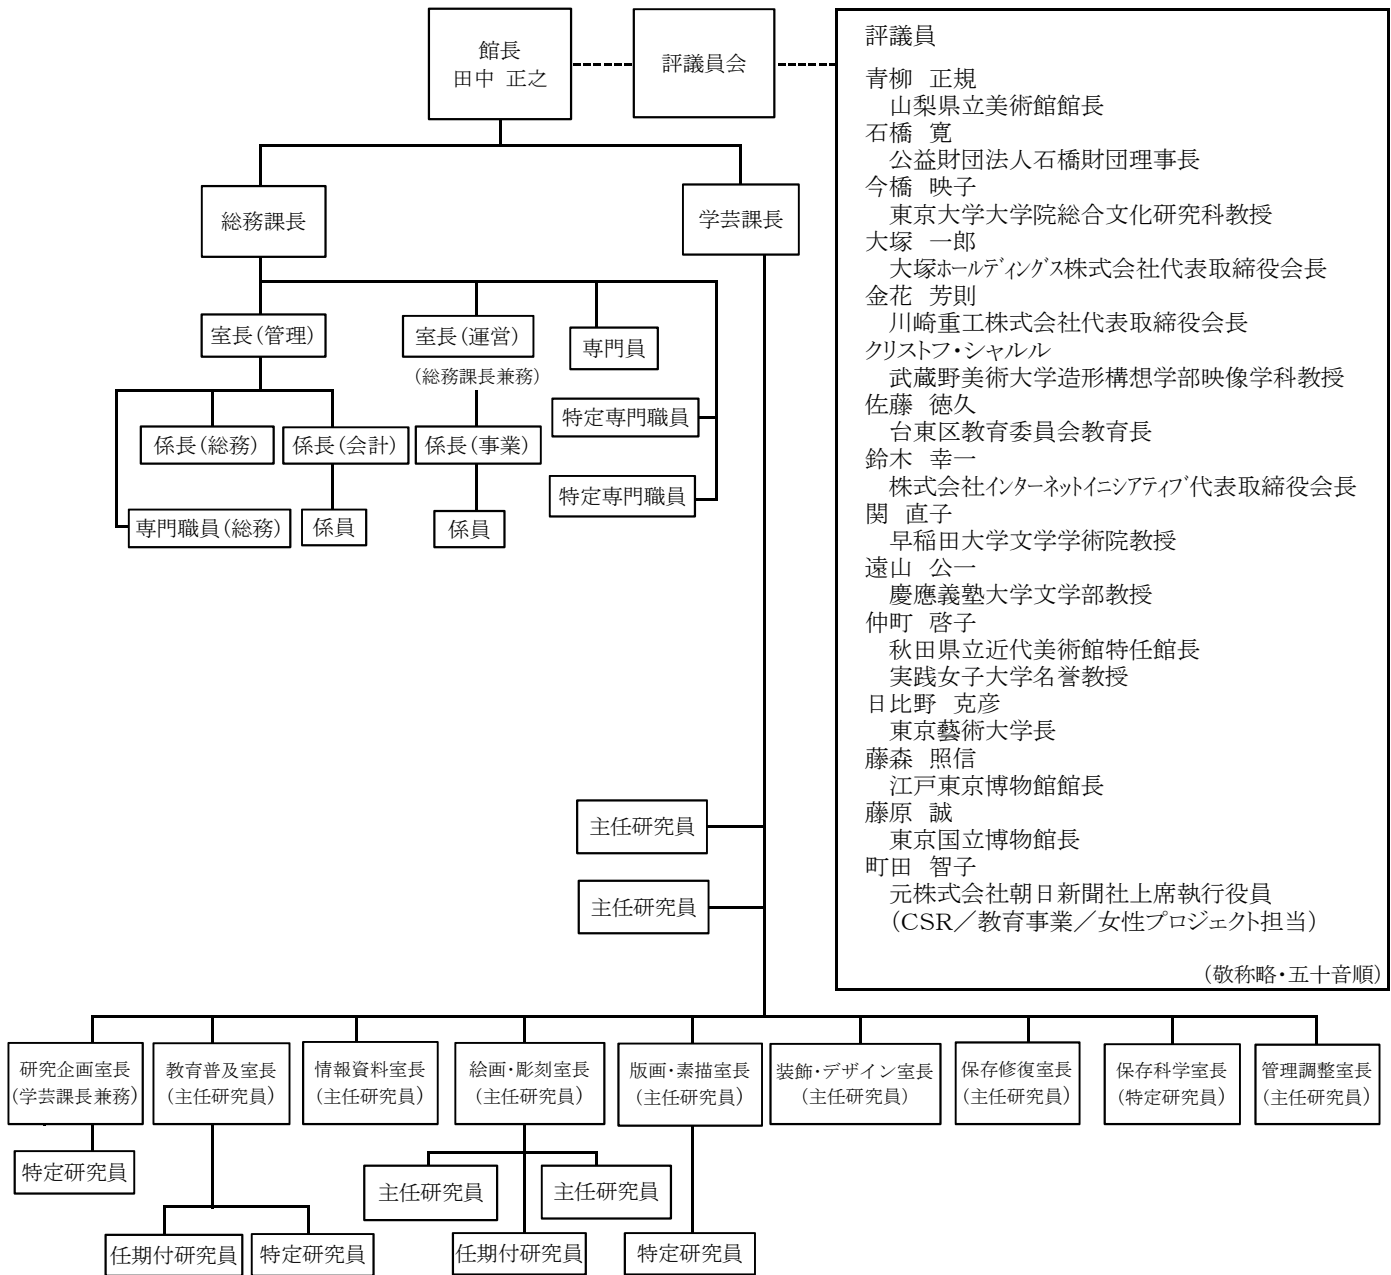 館長
田中 正之
評議員会
総務課長
学芸課長
室長(管理)
室長(運営)
(総務課長兼務)
専門員
特定専門職員
係長(総務)
係長(会計)
係長(事業)
特定専門職員
専門職員(総務)
係員
係員
評議員
青柳 正規
山梨県立美術館館長
石橋 寛
公益財団法人石橋財団理事長
今橋 映子
東京大学大学院総合文化研究科教授
大塚 一郎
大塚ホールディングス株式会社代表取締役会長
金花 芳則
川崎重工株式会社代表取締役会長
クリストフ・シャルル
武蔵野美術大学造形構想学部映像学科教授
佐藤 徳久
台東区教育委員会教育長
鈴木 幸一
株式会社インターネットイニシアティブ代表取締役会長
関 直子
早稲田大学文学学術院教授
遠山 公一
慶應義塾大学文学部教授
仲町 啓子
秋田県立近代美術館特任館長
実践女子大学名誉教授
日比野 克彦
東京藝術大学長
藤森 照信
江戸東京博物館館長
藤原 誠
東京国立博物館長
町田 智子
元株式会社朝日新聞社上席執行役員
(CSR/教育事業/女性プロジェクト担当)
(敬称略・五十音順)
主任研究員
主任研究員
研究企画室長
(学芸課長兼務)
教育普及室長
(主任研究員)
情報資料室長
(主任研究員)
絵画・彫刻室長
(主任研究員)
版画・素描室長
(主任研究員)
装飾・デザイン室長
(主任研究員)
保存修復室長
(主任研究員)
保存科学室長
(特定研究員)
管理調整室長
(主任研究員)
特定研究員
主任研究員
主任研究員
任期付研究員
特定研究員
任期付研究員
特定研究員